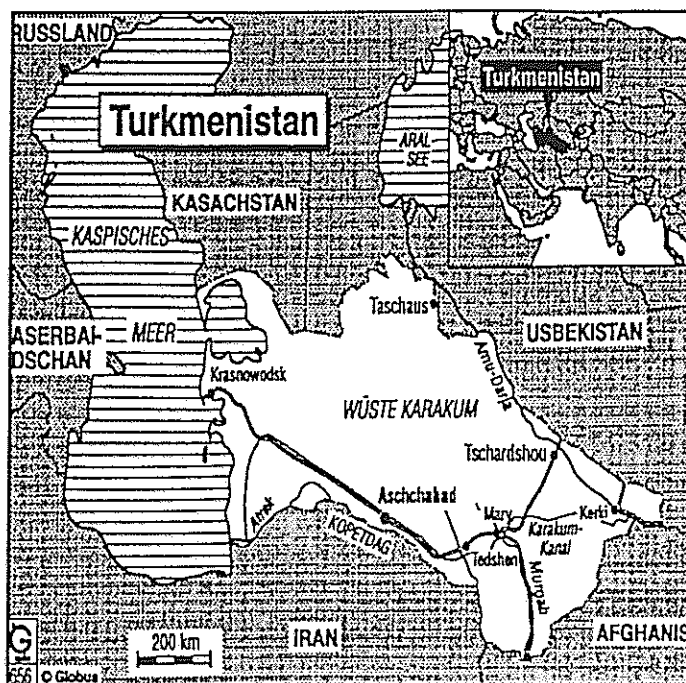 RUSSLAND
Turkmenistan
Turkmenistan
ARAL
SEE
KASACHSTAN
KASPISCHES
MEER
ASERBAI-
DSCHAN
Taschaus
USBEKISTAN
Krasnowodsk
Amu-Darja
WÜSTE KARAKUM
Tschardshou
Aschchabad
Atrek
KOPETDAG
Mary
Kerki
Karakum-
Kanal
Tedshen
Murgab
200 km
IRAN
AFGHANIS
G
656 © Globus